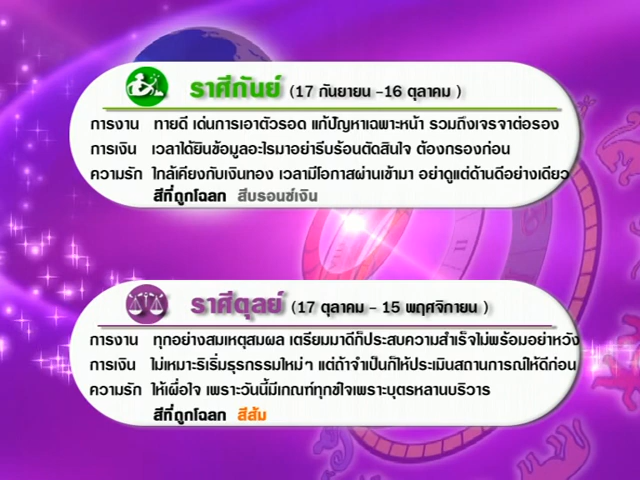 ราศีกันย์ (17 กันยายน -16 ตุลาคม )
การงาน ทายดี เด่นการเอาตัวรอด แก้ปัญหาเฉพาะหน้า รวมถึงเจรจาต่อรอง
การเงิน เวลาได้ยินข้อมูลอะไรมาอย่ารีบร้อนตัดสินใจ ต้องกรองก่อน
ความรัก ใกล้เคียงกับเงินทอง เวลามีโอกาสผ่านเข้ามา อย่าดูแต่ด้านดีอย่างเดียว
สีที่ถูกโฉลก สีบรอนซ์เงิน
ราศีตุลย์ (17 ตุลาคม - 15 พฤศจิกายน )
การงาน ทุกอย่างสมเหตุสมผล เตรียมมาดีก็ประสบความสำเร็จไม่พร้อมอย่าหวัง
การเงิน ไม่เหมาะริเริ่มธุรกรรมใหม่ๆ แต่ถ้าจำเป็นก็ให้ประเมินสถานการณ์ให้ดีก่อน
ความรัก ให้เผื่อใจ เพราะวันนี้มีเกณฑ์ทุกข์ใจเพราะบุตรหลานบริวาร
สีที่ถูกโฉลก สีส้ม